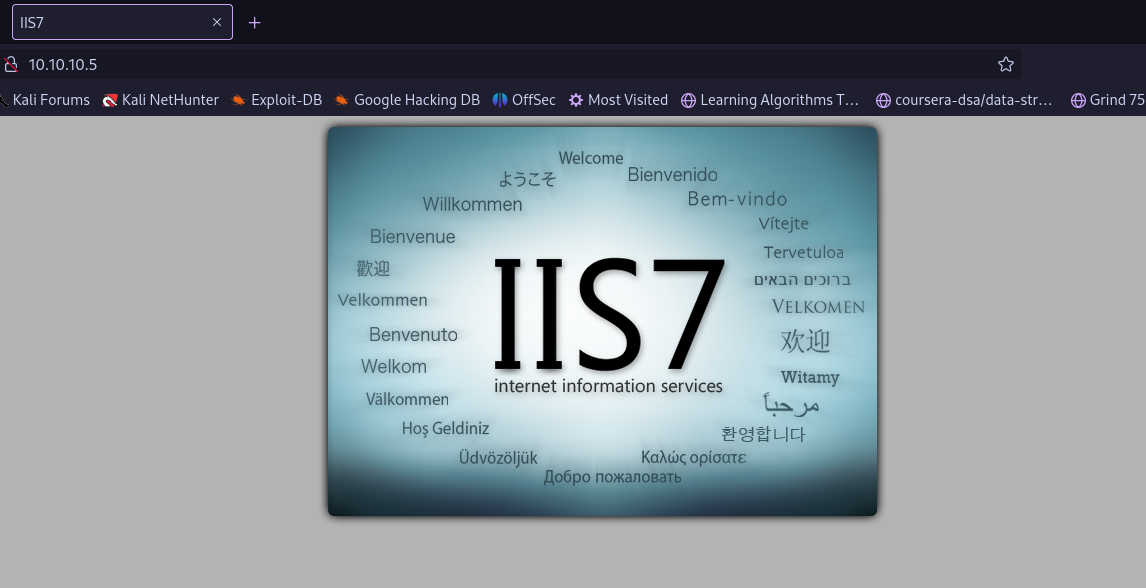 IIS7
10.10.10.5
Kali Forums Kali NetHunter Exploit-DB Google Hacking DB OffSec Most Visited Learning Algorithms T… coursera-dsa/data-str… Grind 75
Welcome
ようこそ Bienvenido
Willkommen Bem-vindo
Vítejte
Bienvenue
Tervetuloa
歡迎
ברוכים הבאים
Velkommen
VELKOMEN
IIS7
Benvenuto
欢迎
Welkom
Witamy
internet information services
Välkommen
مرحباً
Hoş Geldiniz
환영합니다
Üdvözöljük Καλώς ορίσατε
Добро пожаловать